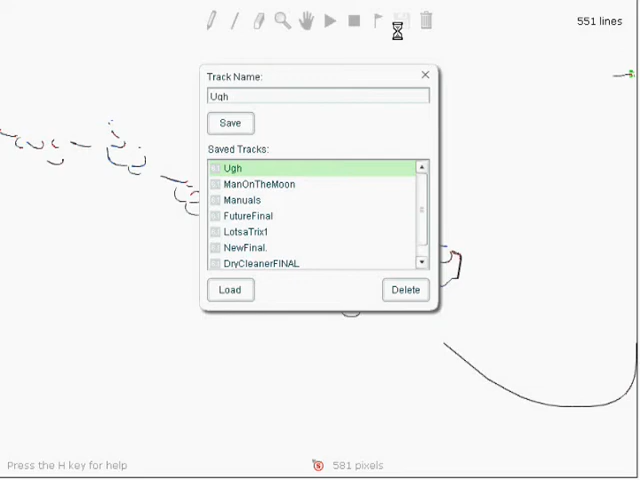 551 lines
Track Name:
Ugh
Save
Saved Tracks:
Ugh
ManOnTheMoon
Manuals
FutureFinal
LotsaTrix1
NewFinal.
DryCleanerFINAL
Load
Delete
Press the H key for help
581 pixels